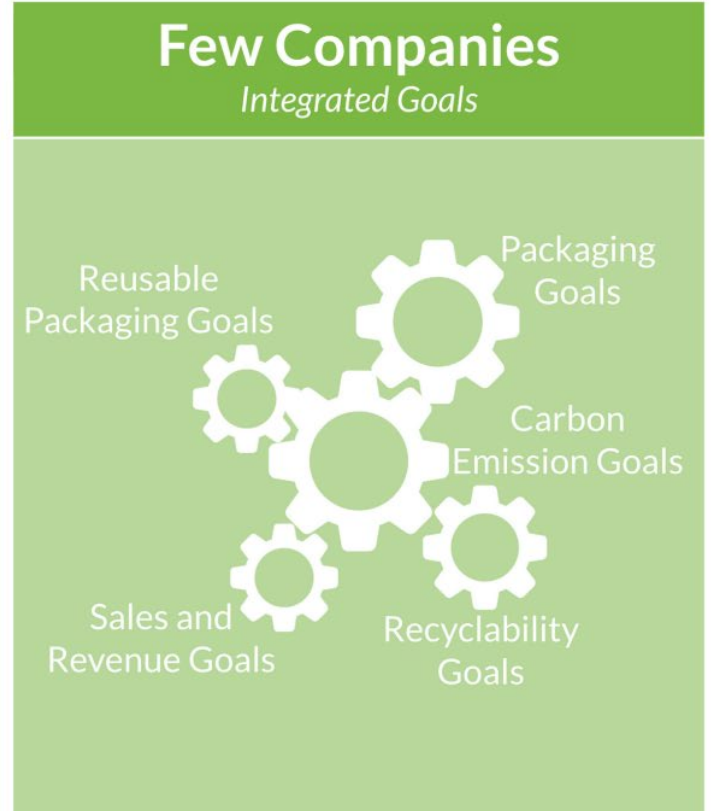 Few Companies
Integrated Goals
Packaging
Goals
Reusable
Packaging Goals
Carbon
Emission Goals
Sales and
Revenue Goals
Recyclability
Goals